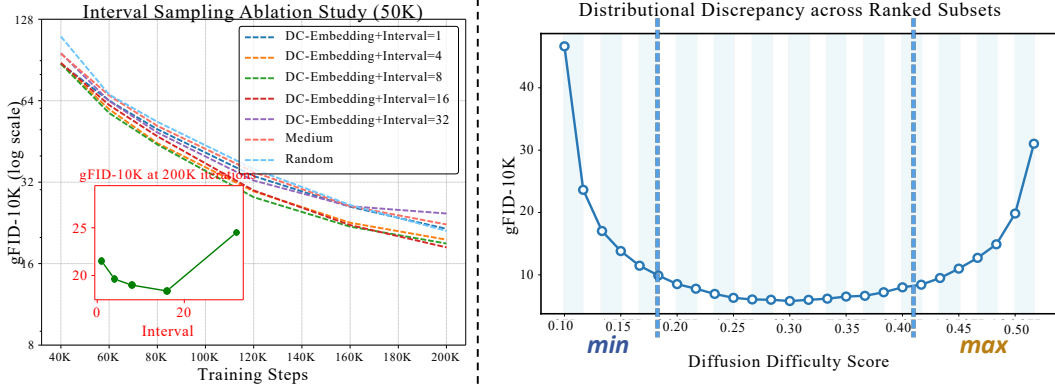 Interval Sampling Ablation Study (50K)
128
64
32
16
8
gFID-10K (log scale)
DC-Embedding+Interval=1
DC-Embedding+Interval=4
DC-Embedding+Interval=8
DC-Embedding+Interval=16
DC-Embedding+Interval=32
Medium
Random
gFID-10K at 200K iterations
25
20
0
20
Interval
40K
60K
80K
100K
120K
140K
160K
180K
200K
Training Steps
Distributional Discrepancy across Ranked Subsets
40
30
20
10
gFID-10K
0.10
0.15
0.20
0.25
0.30
0.35
0.40
0.45
0.50
min
max
Diffusion Difficulty Score